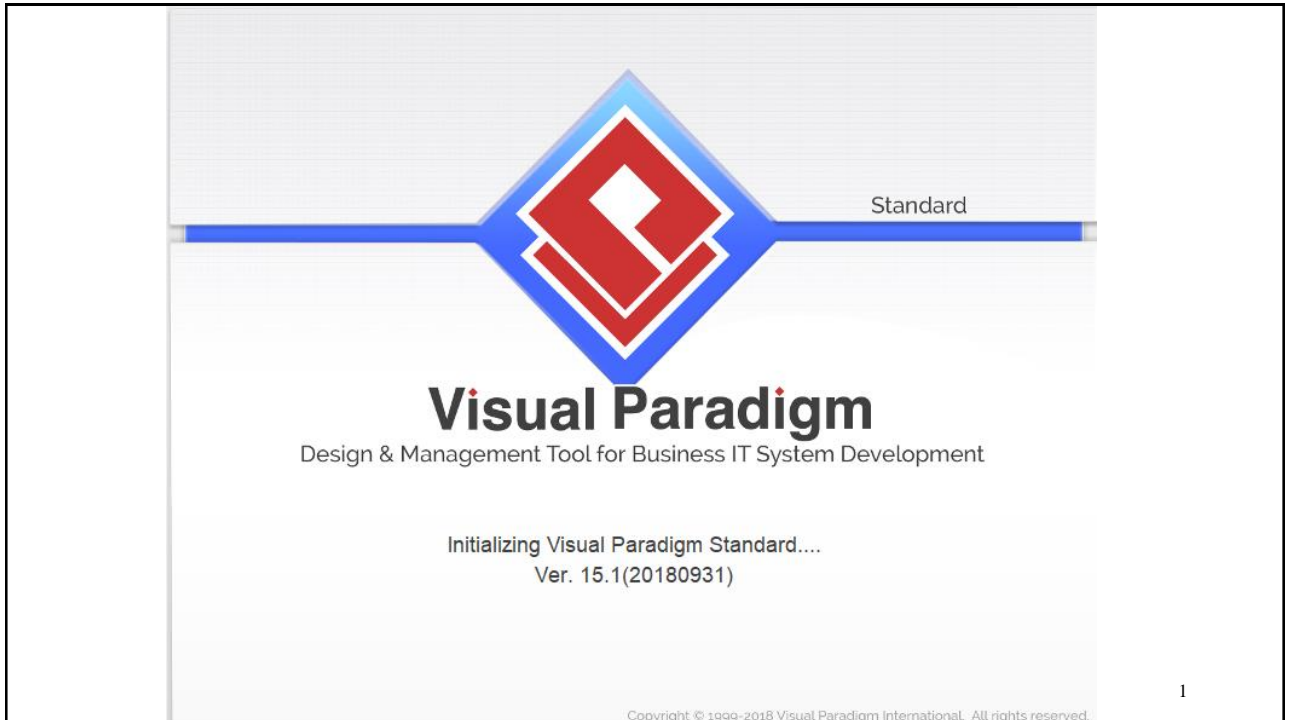 Standard
Visual Paradigm
Design & Management Tool for Business IT System Development
Initializing Visual Paradigm Standard....
Ver. 15.1(20180931)
1
Copyright © 1999-2018 Visual Paradigm International. All rights reserved.